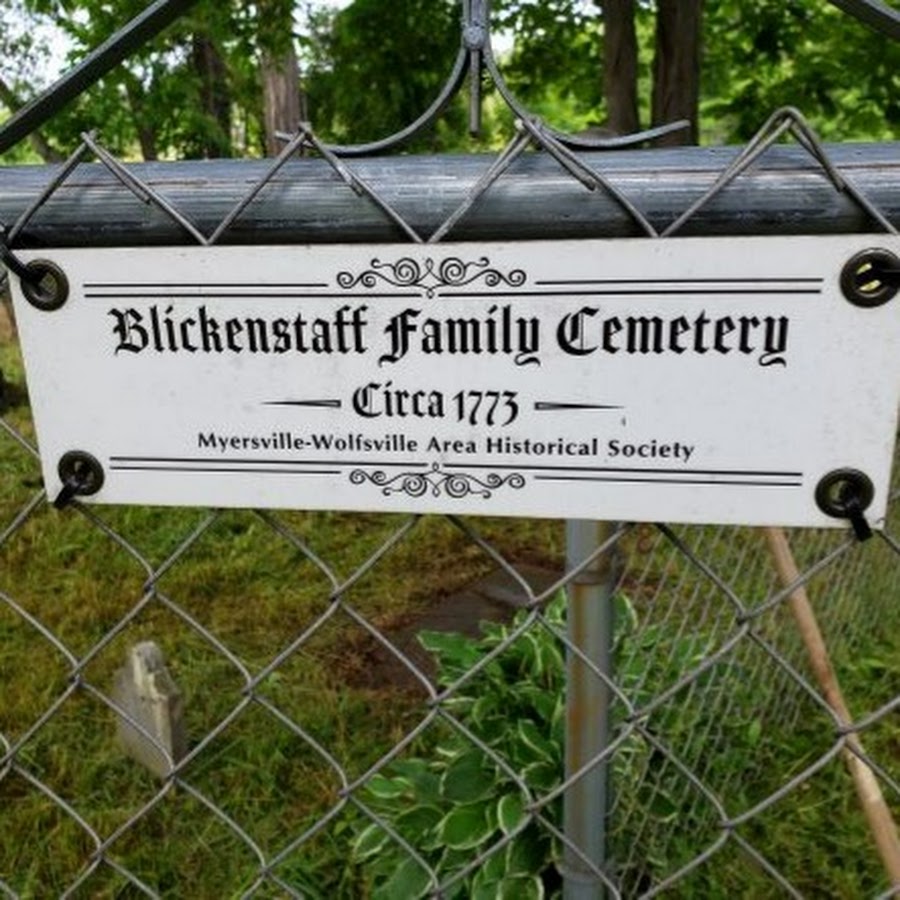 Blickenstaff Family Cemetery
Circa 1773
Myersville-Wolfsville Area Historical Society